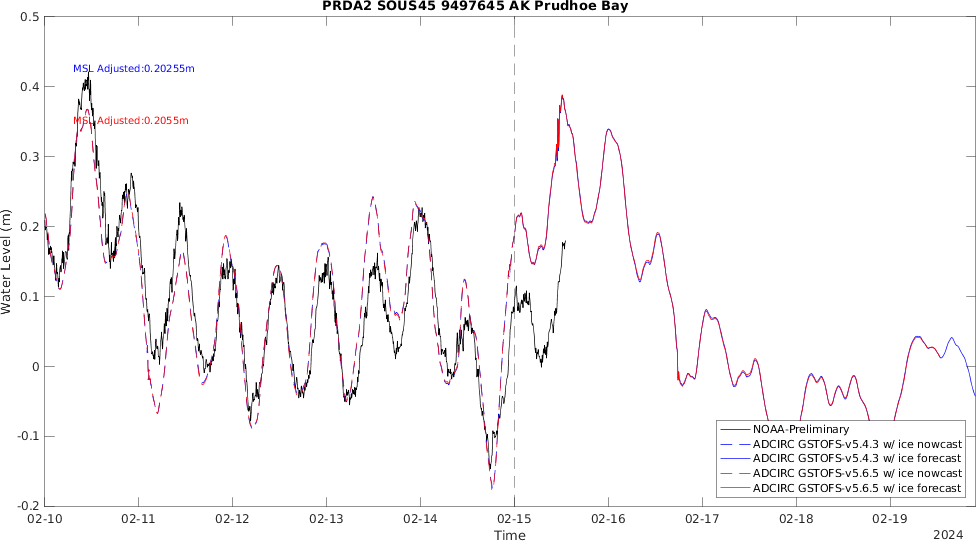 PRDA2 SOUS45 9497645 AK Prudhoe Bay
0.5
0.4
0.3
0.2
0.1
0
-0.1
-0.2
Water Level (m)
MSL Adjusted:0.20255m
MSL Adjusted:0.2055m
NOAA-Preliminary
ADCIRC GSTOFS-v5.4.3 w/ ice nowcast
ADCIRC GSTOFS-v5.4.3 w/ ice forecast
ADCIRC GSTOFS-v5.6.5 w/ ice nowcast
ADCIRC GSTOFS-v5.6.5 w/ ice forecast
02-10 02-11 02-12 02-13 02-14 02-15 02-16 02-17 02-18 02-19
Time
2024